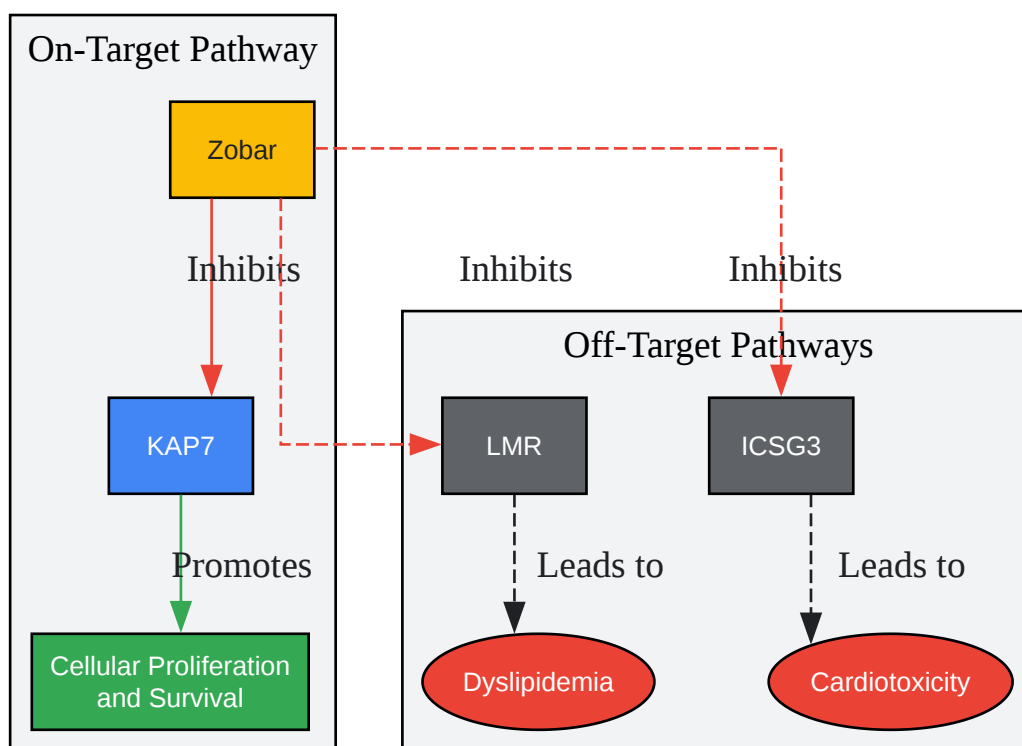 On-Target Pathway
Zobar
Inhibits
Inhibits
Inhibits
Off-Target Pathways
KAP7
LMR
ICSG3
Promotes
Leads to
Leads to
Cellular Proliferation
and Survival
Dyslipidemia
Cardiotoxicity